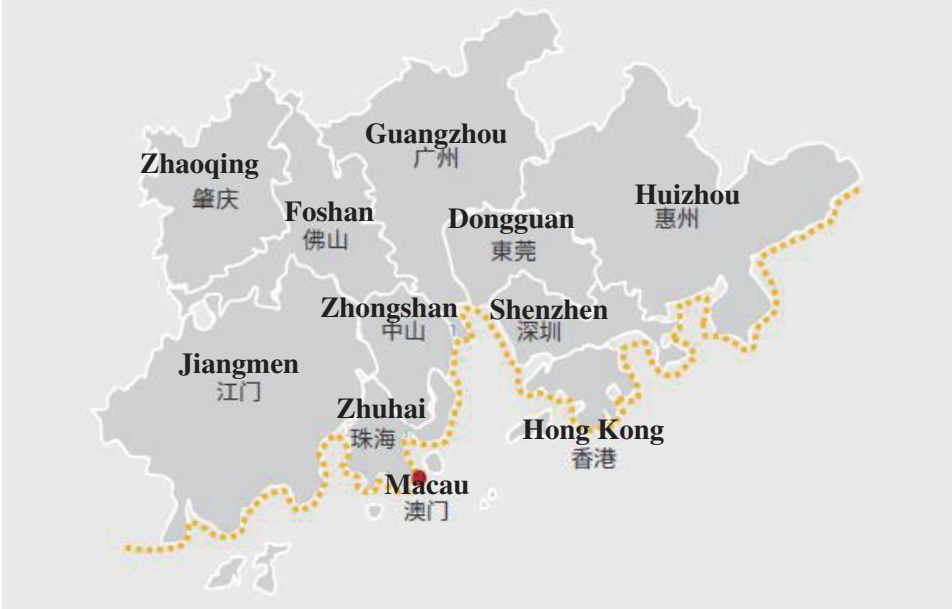 Guangzhou
广州
Zhaoqing
肇庆
Huizhou
惠州
Foshan
佛山
Dongguan
東莞
Zhongshan
中山
Shenzhen
深圳
Jiangmen
江门
Zhuhai
珠海
Hong Kong
香港
Macau
澳门